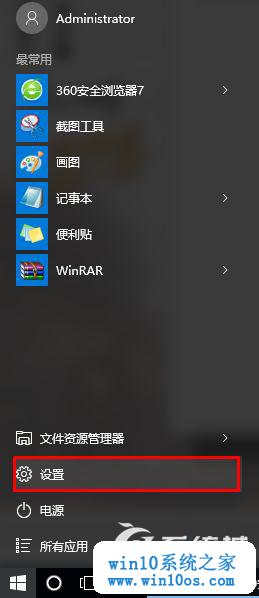 Administrator
最常用
360安全浏览器7
截图工具
画图
记事本
便利贴
WinRAR
文件资源管理器
设置
电源
所有应用
win10系统之家
www.win10os.com